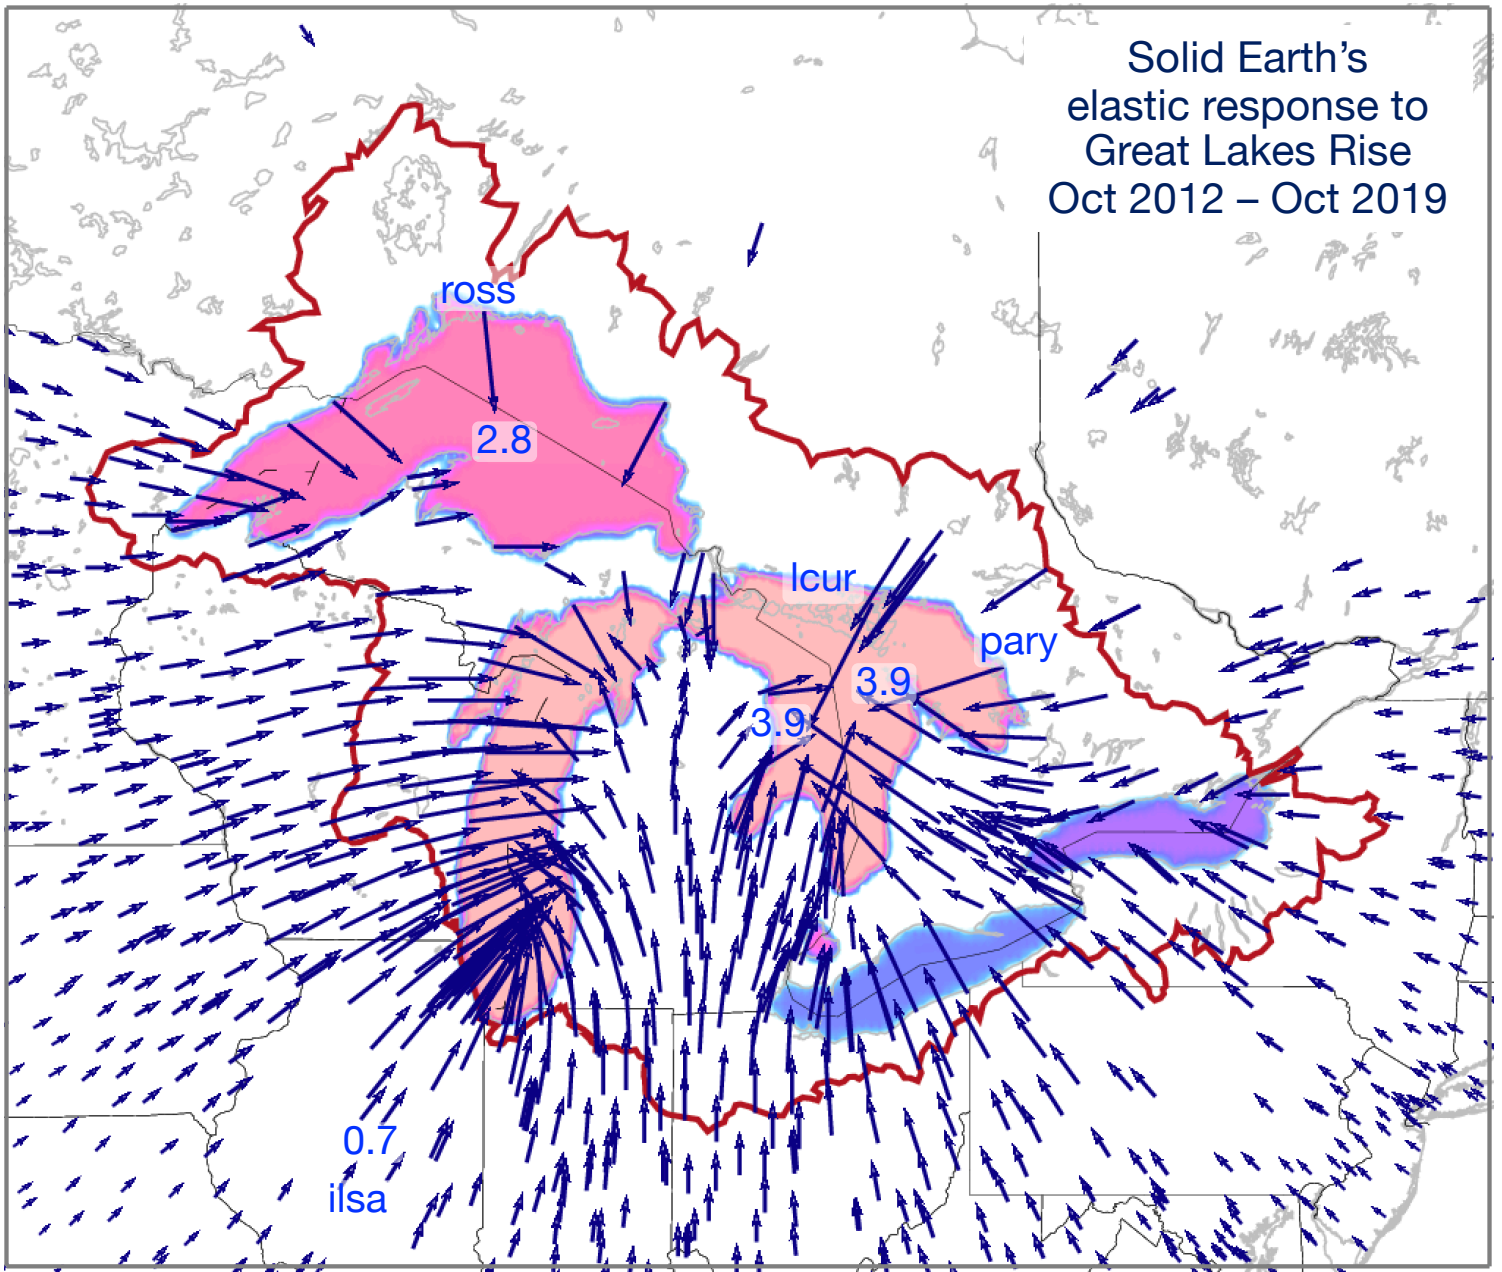 Solid Earth’s
elastic response to
Great Lakes Rise
Oct 2012 – Oct 2019
ross
2.8
lcur
pary
3.9
3.9
0.7
ilsa